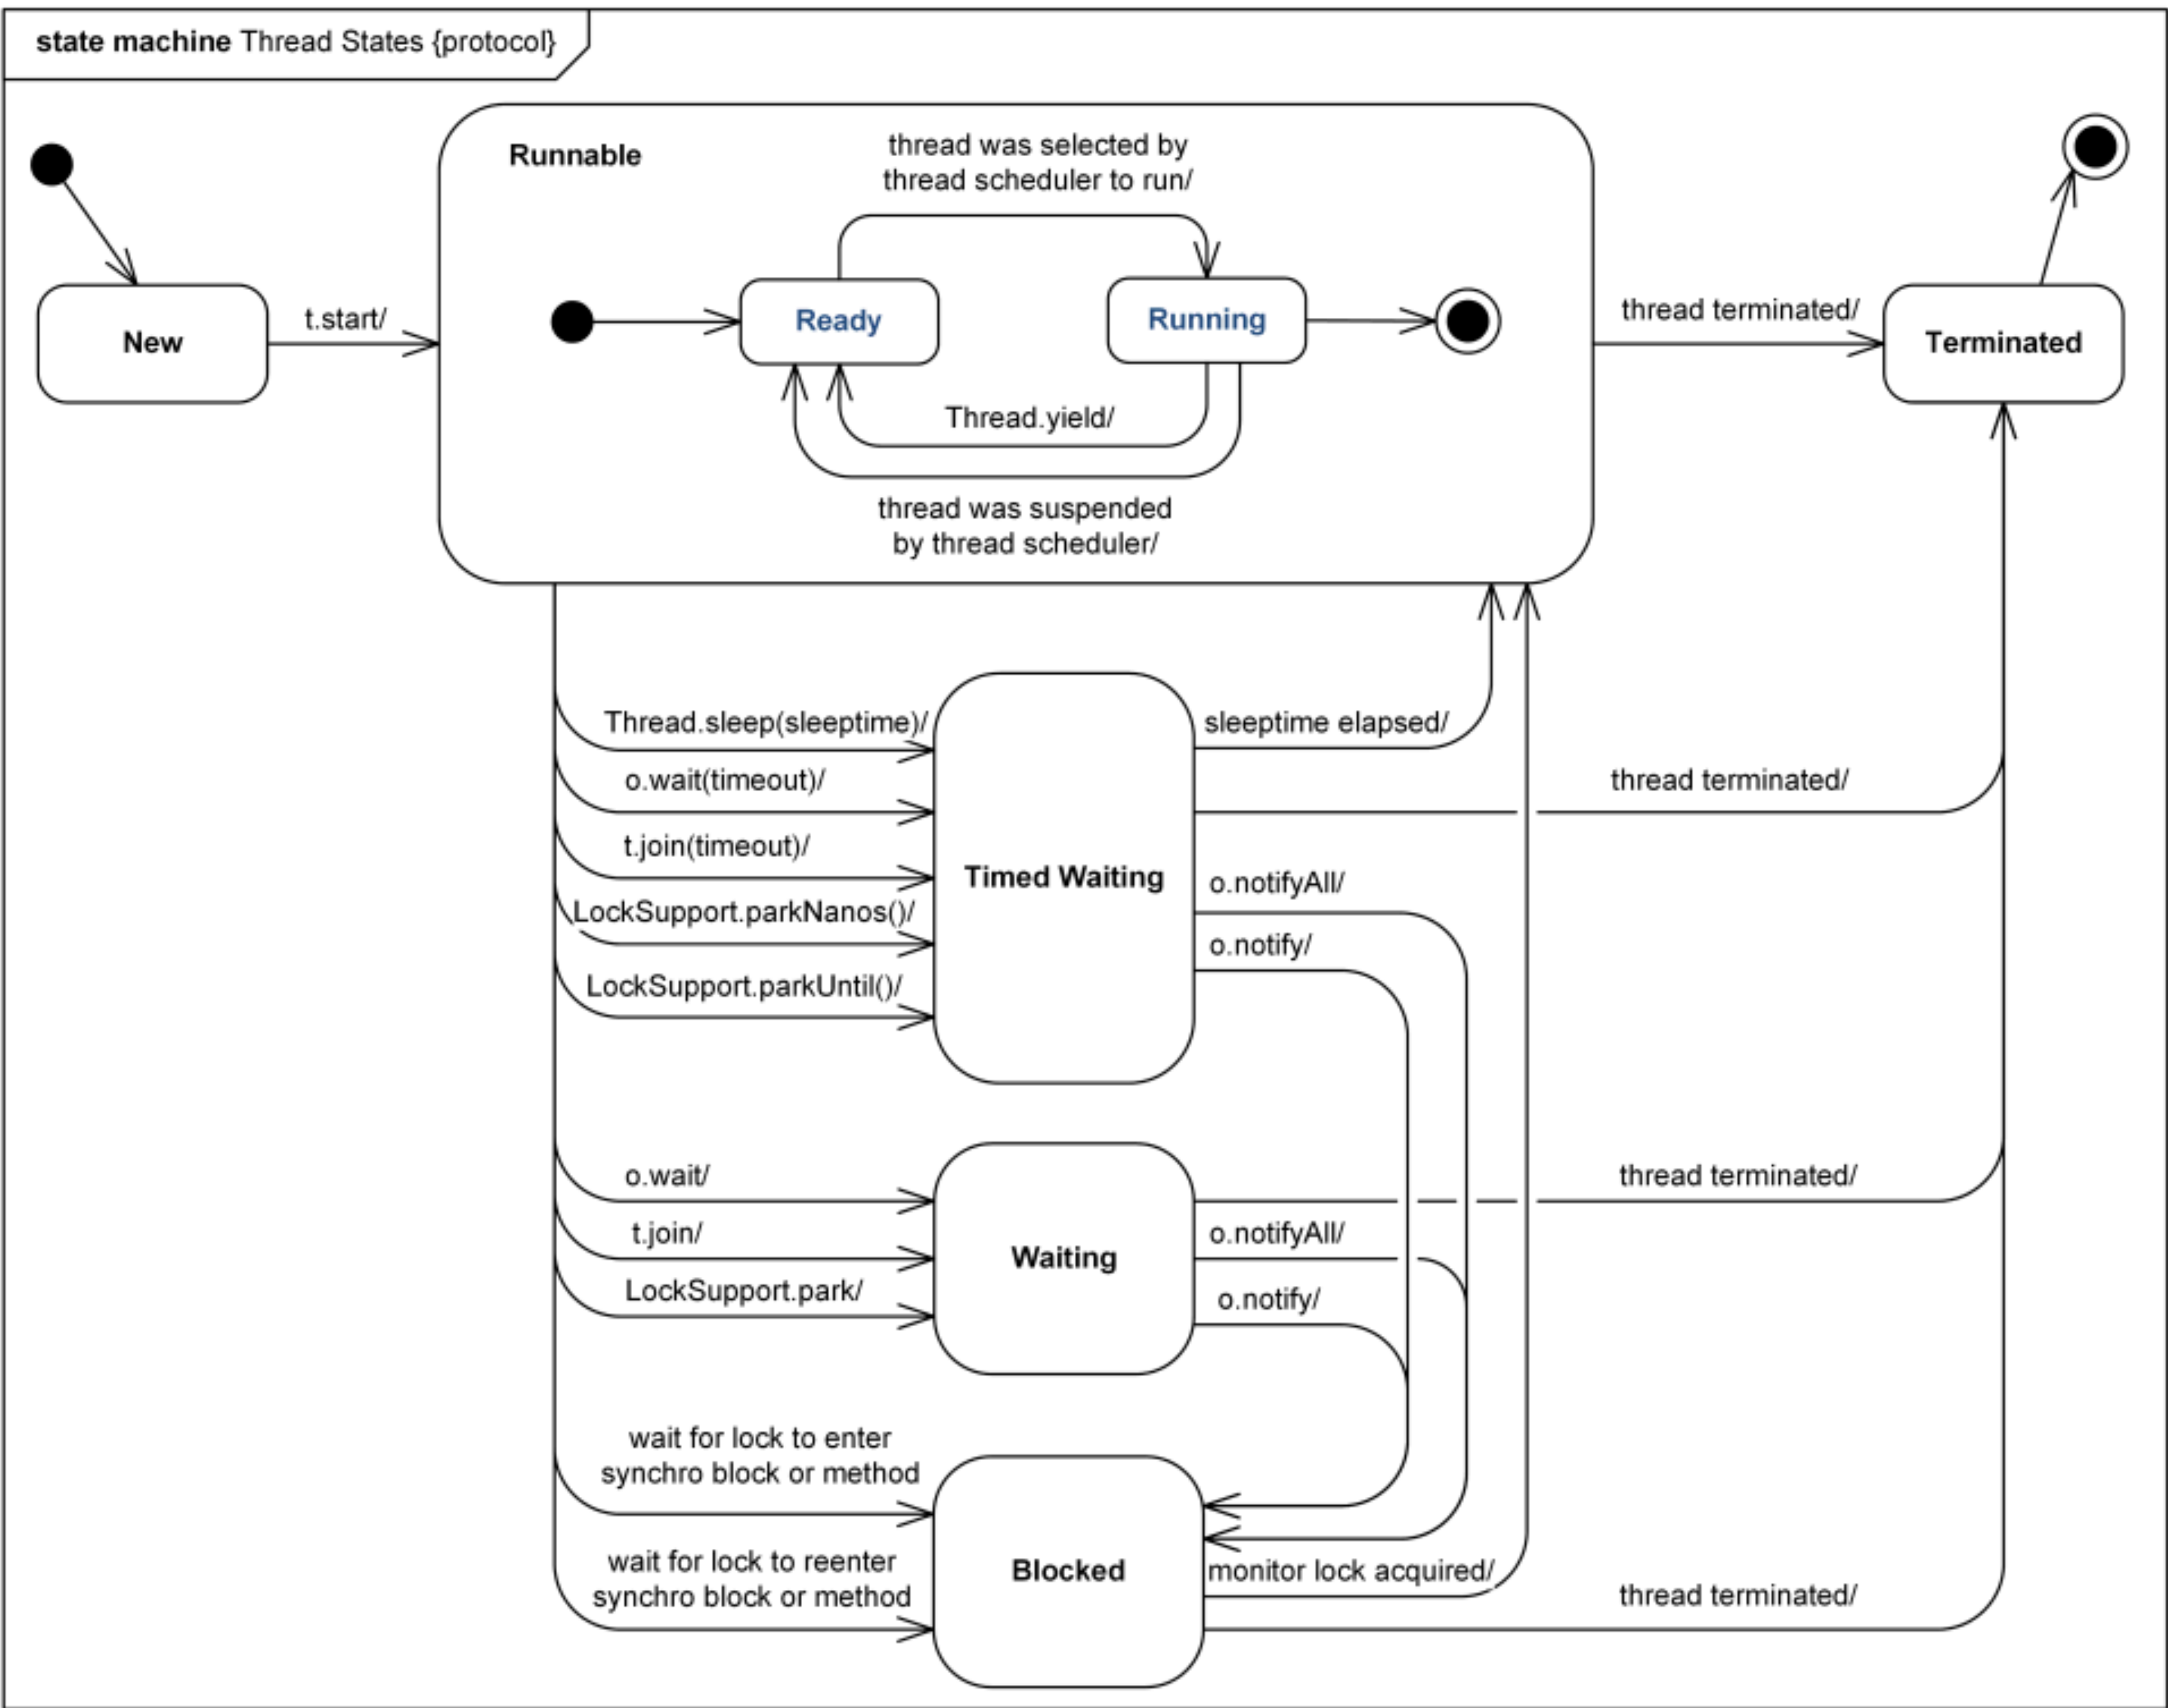 state machine Thread States {protocol}
Runnable
thread was selected by
thread scheduler to run/
New
t.start/
Ready
Running
thread terminated/
Terminated
Thread.yield/
thread was suspended
by thread scheduler/
Thread.sleep(sleeptime)/
sleeptime elapsed/
o.wait(timeout)/
thread terminated/
t.join(timeout)/
Timed Waiting
o.notifyAll/
LockSupport.parkNanos()/
o.notify/
LockSupport.parkUntil()/
o.wait/
thread terminated/
t.join/
o.notifyAll/
Waiting
LockSupport.park/
o.notify/
wait for lock to enter
synchro block or method
wait for lock to reenter
synchro block or method
Blocked
monitor lock acquired/
thread terminated/